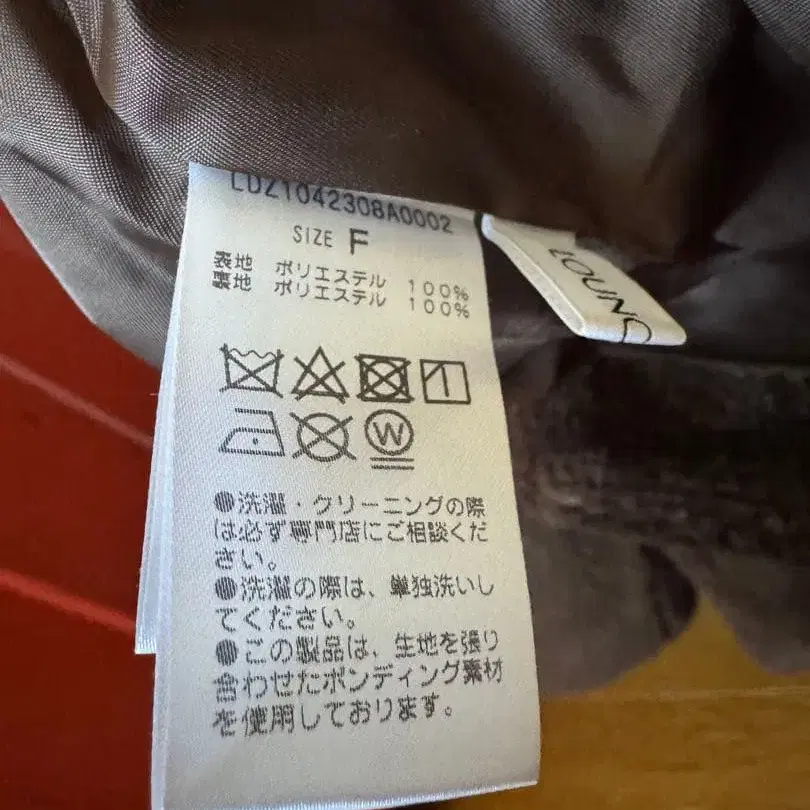 LDZ1042308A0002
SIZE F
表地 ポリエステル 100%
裏地 ポリエステル 100%
W
●洗濯・クリーニングの際
は必ず専門店にご相談くだ
さい。
●洗濯の際は、単独洗いし
てください。
●この製品は、生地を張り
合わせたボンディング素材
を使用しております。
LOUNG